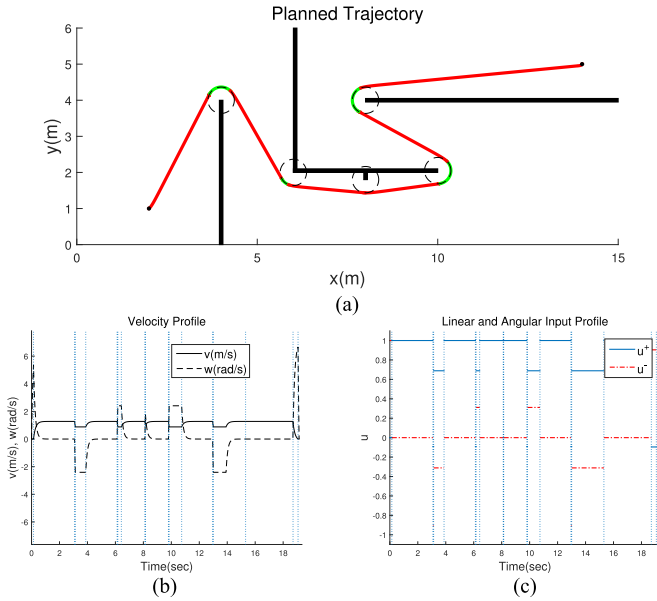 Planned Trajectory
6
5
4
3
2
1
0
y(m)
0 5 10 15
x(m)
(a)
Velocity Profile
v(m/s)
w(rad/s)
6
4
2
0
-2
-4
-6
v(m/s), w(rad/s)
0 2 4 6 8 10 12 14 16 18
Time(sec)
(b)
Linear and Angular Input Profile
u+
u-
1
0.8
0.6
0.4
0.2
0
-0.2
-0.4
-0.6
-0.8
-1
u
0 2 4 6 8 10 12 14 16 18
Time(sec)
(c)